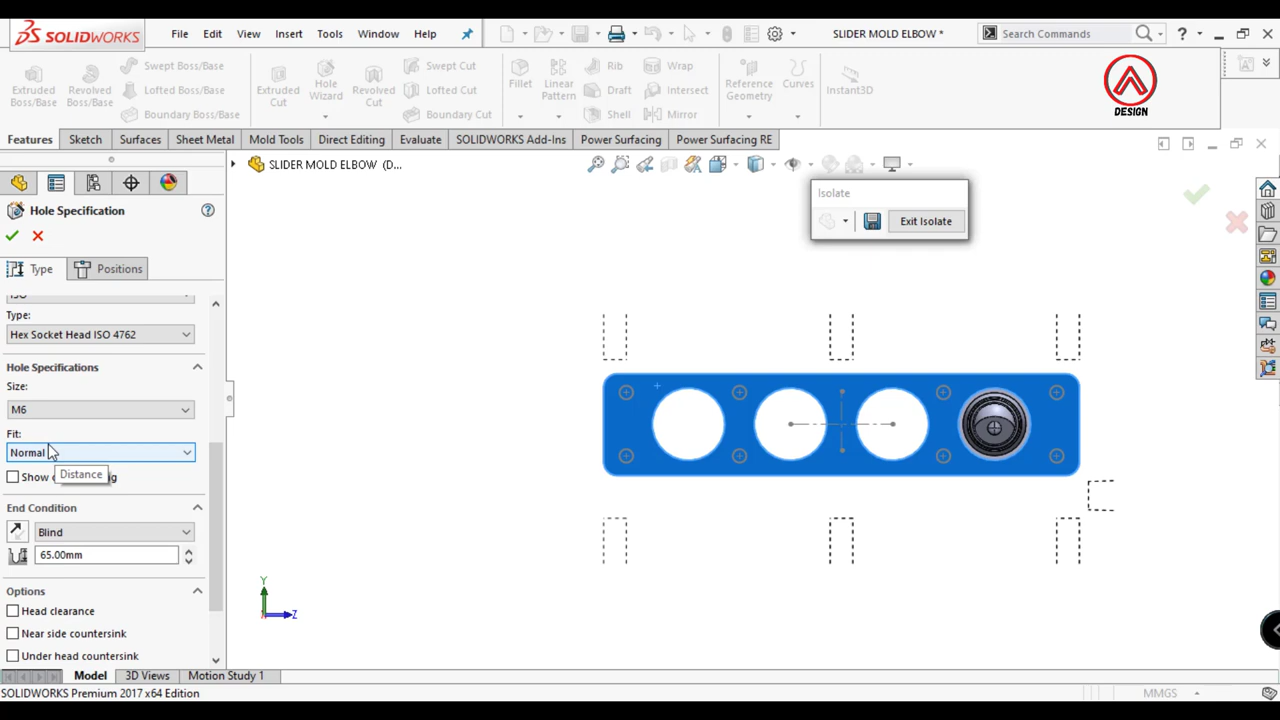 SOLIDWORKS
File
Edit
View
Insert
Tools
Window
Help
SLIDER MOLD ELBOW *
Search Commands
Extruded Boss/Base
Revolved Boss/Base
Swept Boss/Base
Lofted Boss/Base
Boundary Boss/Base
Extruded Cut
Hole Wizard
Revolved Cut
Swept Cut
Lofted Cut
Boundary Cut
Fillet
Linear Pattern
Rib
Draft
Shell
Wrap
Intersect
Mirror
Reference Geometry
Curves
Instant3D
DESIGN
Features
Sketch
Surfaces
Sheet Metal
Mold Tools
Direct Editing
Evaluate
SOLIDWORKS Add-Ins
Power Surfacing
Power Surfacing RE
SLIDER MOLD ELBOW (D...
Isolate
Exit Isolate
Hole Specification
Type
Positions
Type:
Hex Socket Head ISO 4762
Hole Specifications
Size:
M6
Fit:
Normal
Distance
Show
End Condition
Blind
65.00mm
Options
Head clearance
Near side countersink
Under head countersink
Y
Z
Model
3D Views
Motion Study 1
SOLIDWORKS Premium 2017 x64 Edition
MMGS